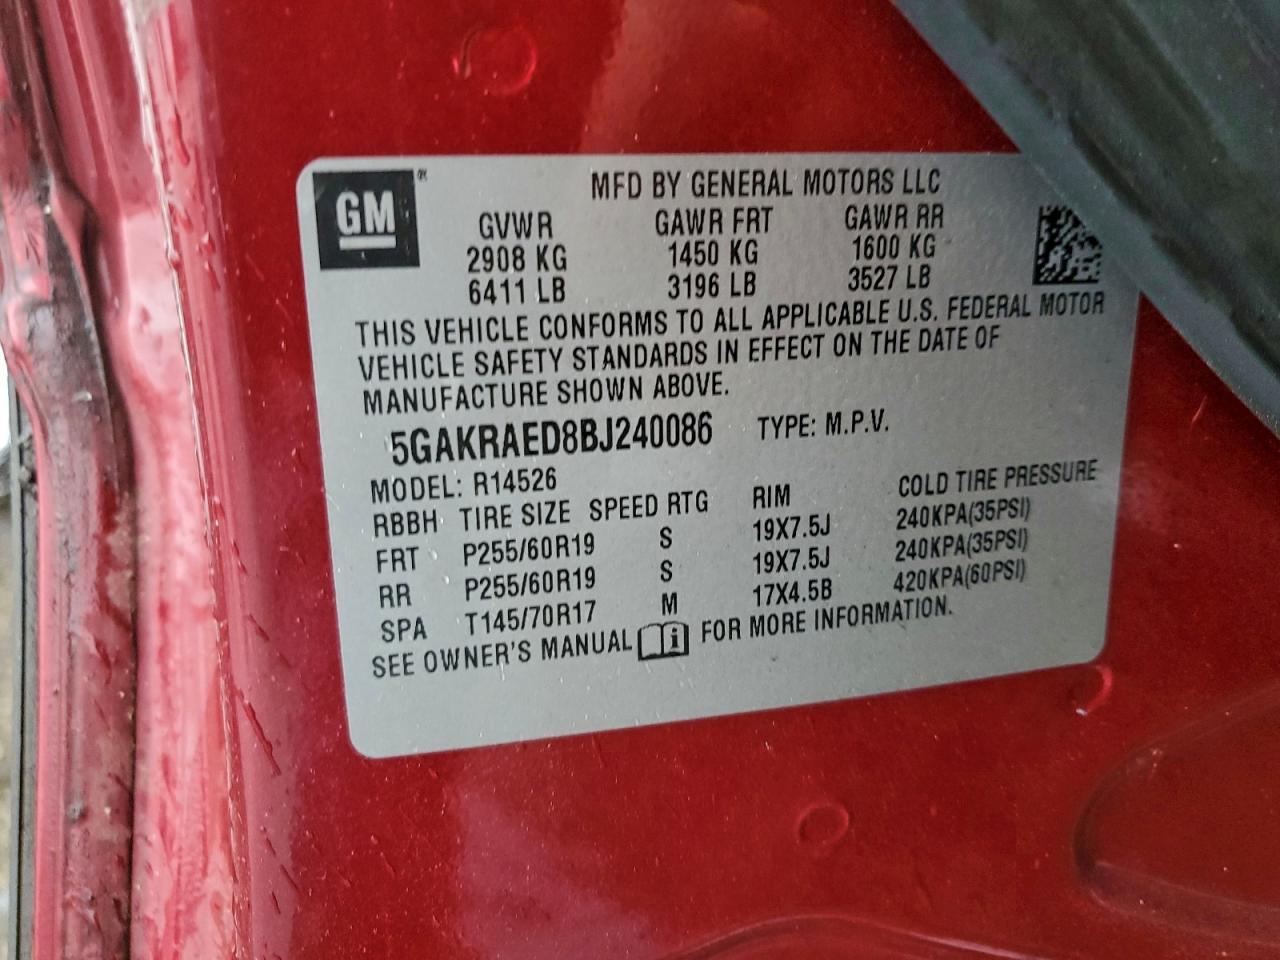 GM®
MFD BY GENERAL MOTORS LLC
GVWR GAWR FRT GAWR RR
2908 KG 1450 KG 1600 KG
6411 LB 3196 LB 3527 LB
THIS VEHICLE CONFORMS TO ALL APPLICABLE U.S. FEDERAL MOTOR
VEHICLE SAFETY STANDARDS IN EFFECT ON THE DATE OF
MANUFACTURE SHOWN ABOVE.
5GAKRAED8BJ240086 TYPE: M.P.V.
MODEL: R14526
RBBH TIRE SIZE SPEED RTG RIM COLD TIRE PRESSURE
FRT P255/60R19 S 19X7.5J 240KPA(35PSI)
RR P255/60R19 S 19X7.5J 240KPA(35PSI)
SPA T145/70R17 M 17X4.5B 420KPA(60PSI)
SEE OWNER'S MANUAL i FOR MORE INFORMATION.